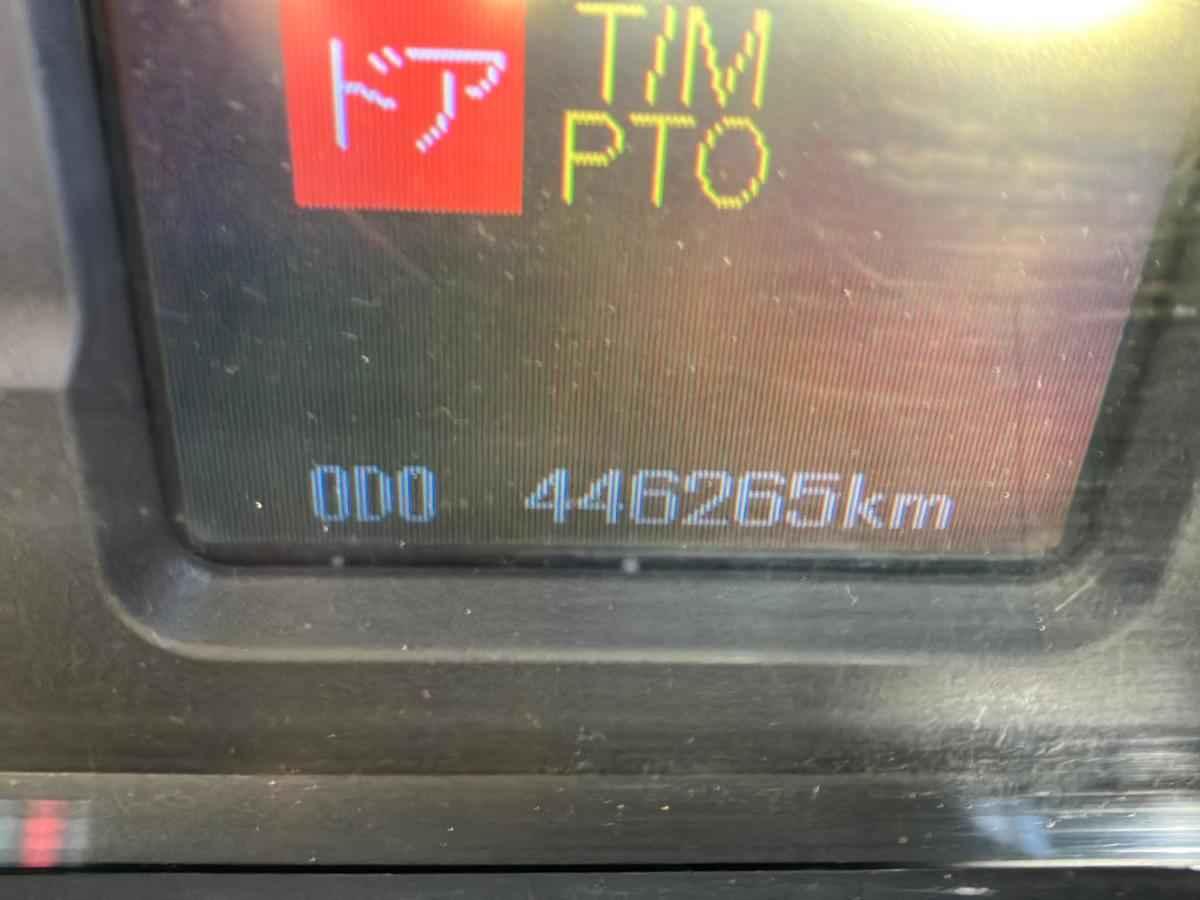 ドア
T/M
PTO
ODO 446265km